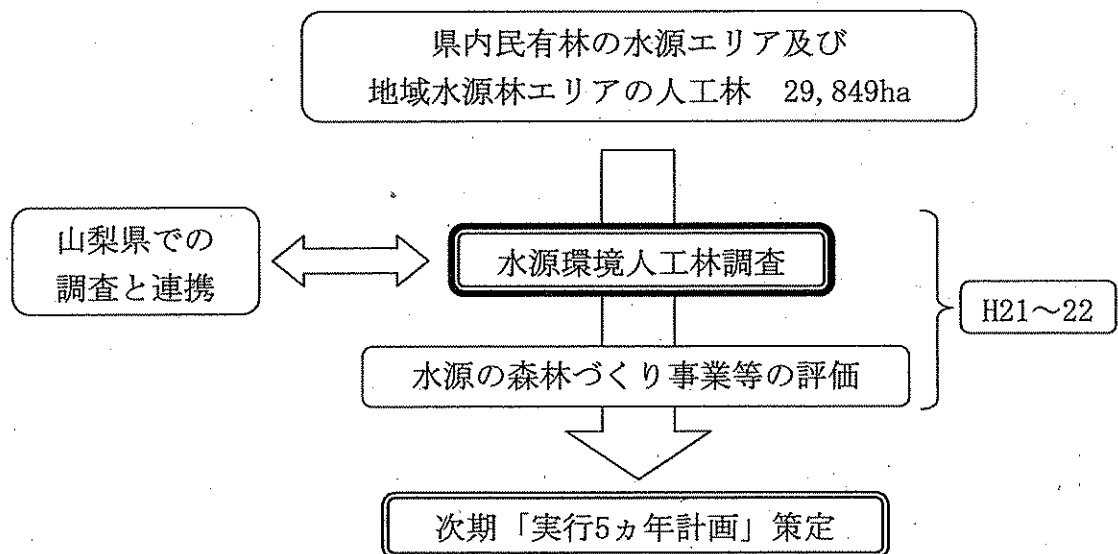 県内民有林の水源エリア及び
地域水源林エリアの人工林 29,849ha
山梨県での
調査と連携
水源環境人工林調査
H21～22
水源の森林づくり事業等の評価
次期「実行5ヵ年計画」策定